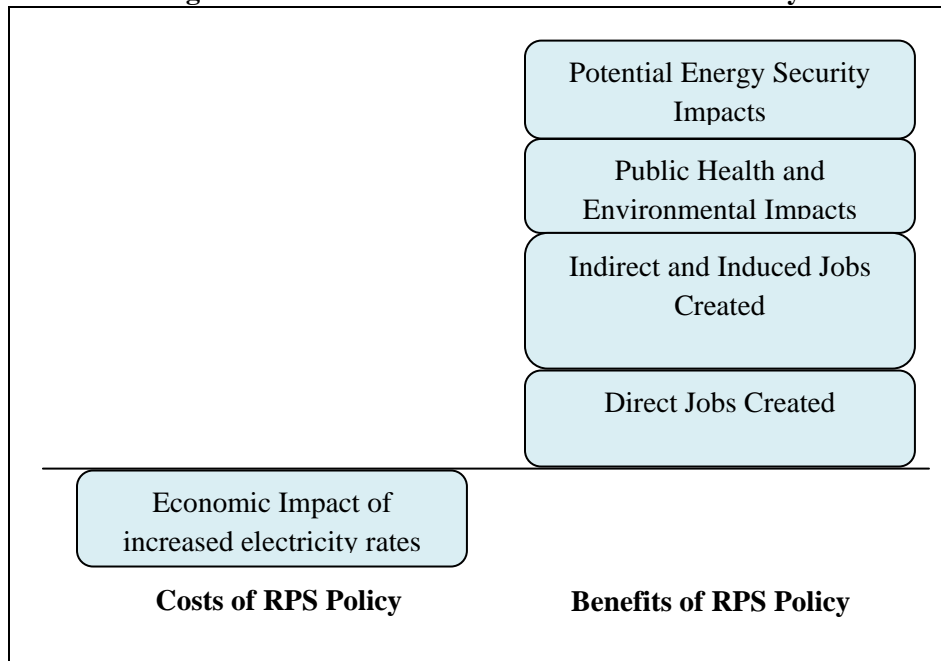 Potential Energy Security
Impacts
Public Health and
Environmental Impacts
Indirect and Induced Jobs
Created
Direct Jobs Created
Economic Impact of
increased electricity rates
Costs of RPS Policy
Benefits of RPS Policy